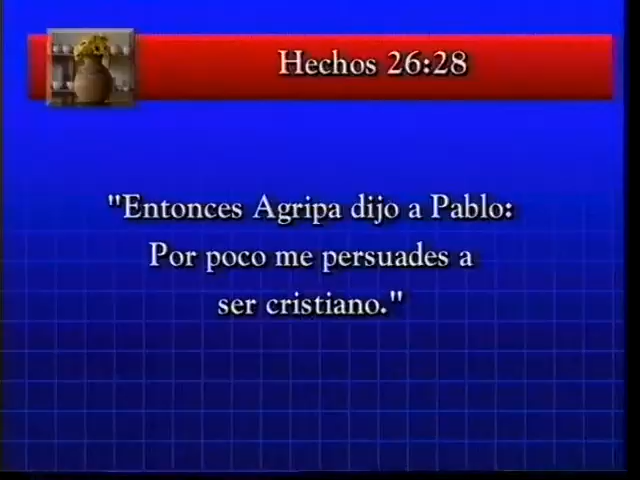 Hechos 26:28
"Entonces Agripa dijo a Pablo:
Por poco me persuades a
ser cristiano."